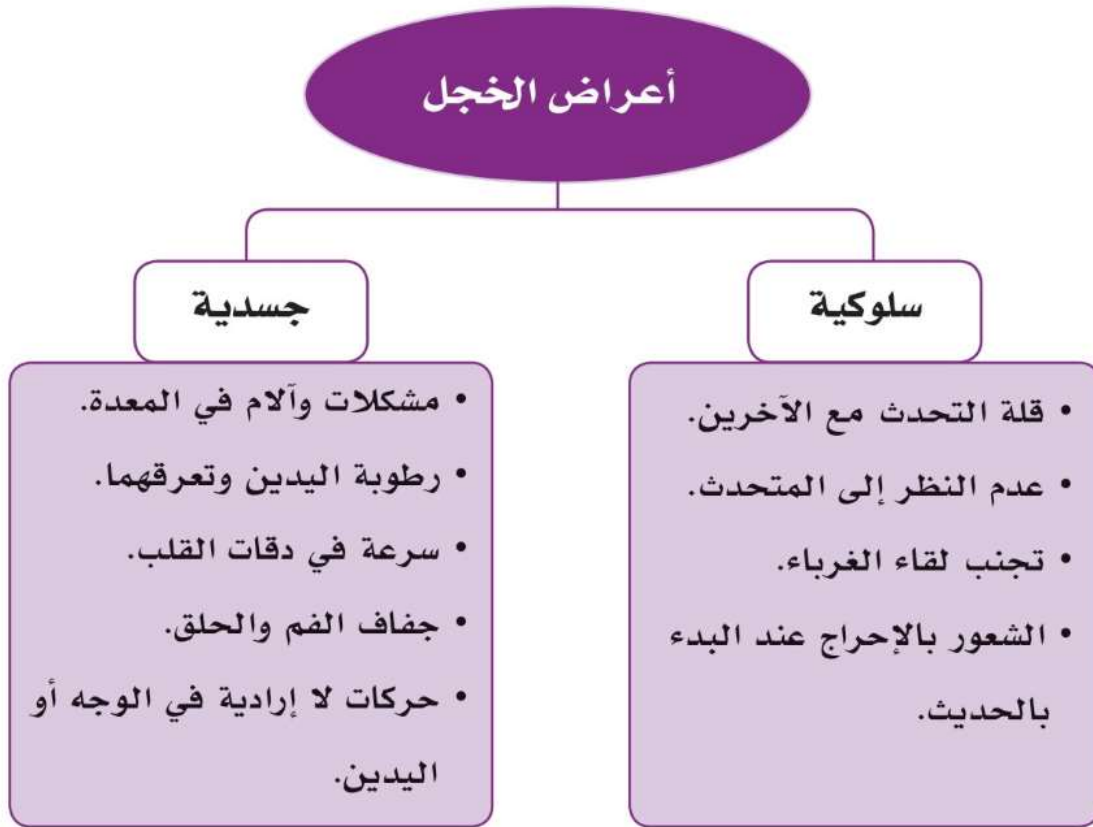 أعراض الخجل
سلوكية
• قلة التحدث مع الآخرين.
• عدم النظر إلى المتحدث.
• تجنب لقاء الغرباء.
• الشعور بالإحراج عند البدء
بالحديث.
جسدية
• مشكلات وآلام في المعدة.
• رطوبة اليدين وتعرقهما.
• سرعة في دقات القلب.
• جفاف الفم والحلق.
• حركات لا إرادية في الوجه أو
اليدين.